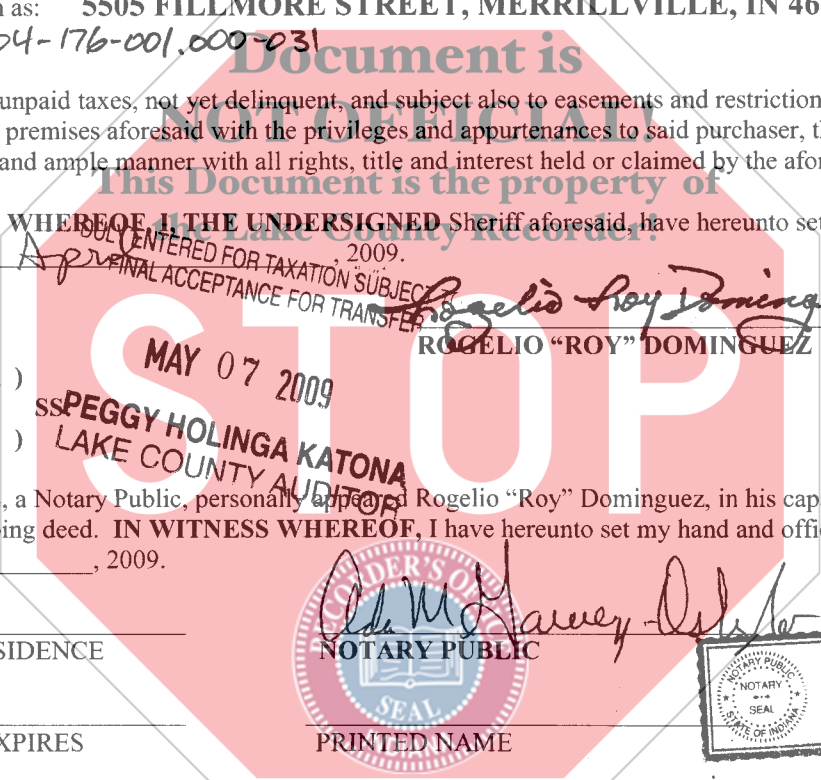 n as: 5505 FILLMORE STREET, MERRILLVILLE, IN 46
04-176-001.000-031
Document is
unpaid taxes, not yet delinquent, and subject also to easements and restriction
NOT OFFICIAL!
premises aforesaid with the privileges and appurtenances to said purchaser, t
and ample manner with all rights, title and interest held or claimed by the afor
This Document is the property of
the Lake County Recorder!
WHEREOF, I, THE UNDERSIGNED Sheriff aforesaid, have hereunto set
April , 2009.
DULY ENTERED FOR TAXATION SUBJECT
FINAL ACCEPTANCE FOR TRANSFER
Rogelio Roy Doming
ROGELIO “ROY” DOMINGUEZ
STOP
MAY 07 2009
)
SS
)
PEGGY HOLINGA KATONA
LAKE COUNTY AUDITOR
, a Notary Public, personally appeared Rogelio “Roy” Dominguez, in his cap
ing deed. IN WITNESS WHEREOF, I have hereunto set my hand and offi
, 2009.
RECORDER'S OFFIC
SEAL
INDIANA
SIDENCE
NOTARY PUBLIC
NOTARY PUBLIC
NOTARY
SEAL
STATE OF INDIANA
XPIRES
PRINTED NAME